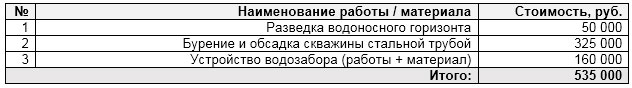 № Наименование работы / материала Стоимость, руб.
1 Разведка водоносного горизонта 50 000
2 Бурение и обсадка скважины стальной трубой 325 000
3 Устройство водозабора (работы + материал) 160 000
Итого: 535 000